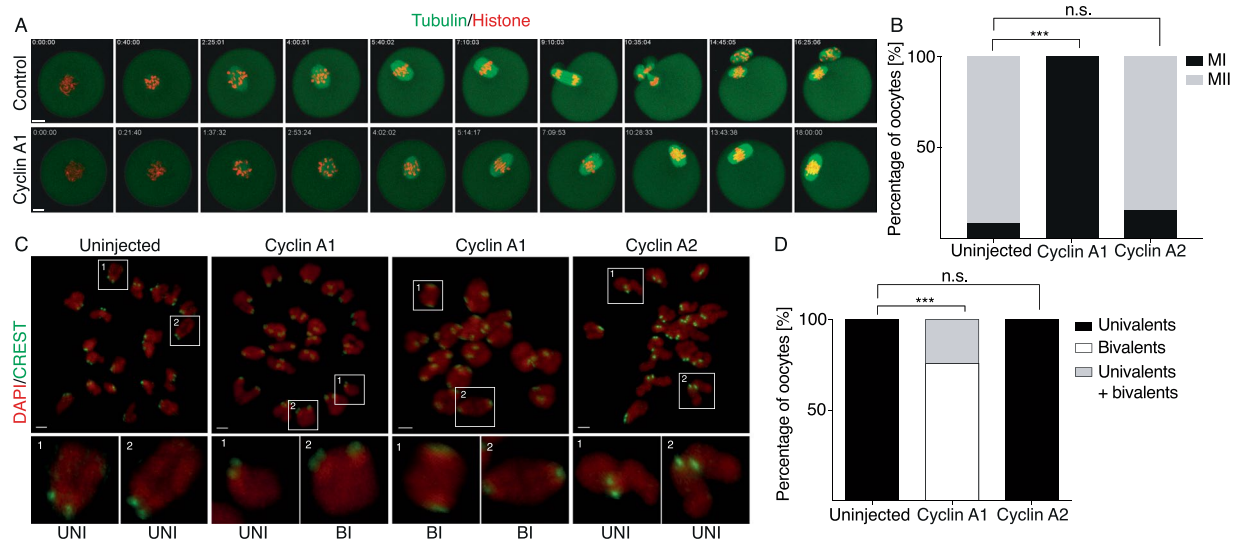 A
Tubulin/Histone
Control
0:00:00
0:40:00
2:25:01
4:00:01
5:40:02
7:10:03
9:10:03
10:35:04
14:45:05
16:25:06
Cyclin A1
0:00:00
0:21:40
1:37:32
2:53:24
4:02:02
5:14:17
7:09:53
10:28:33
13:43:38
18:00:00
B
n.s.
***
Percentage of oocytes [%]
100
50
MI
MII
Uninjected Cyclin A1 Cyclin A2
C
Uninjected Cyclin A1 Cyclin A1 Cyclin A2
DAPI/CREST
1
2
1
2
1
2
1
2
1 2 1 2 1 2 1 2
UNI UNI UNI BI BI BI UNI UNI
D
n.s.
***
Percentage of oocytes [%]
100
50
Univalents
Bivalents
Univalents
+ bivalents
Uninjected Cyclin A1 Cyclin A2